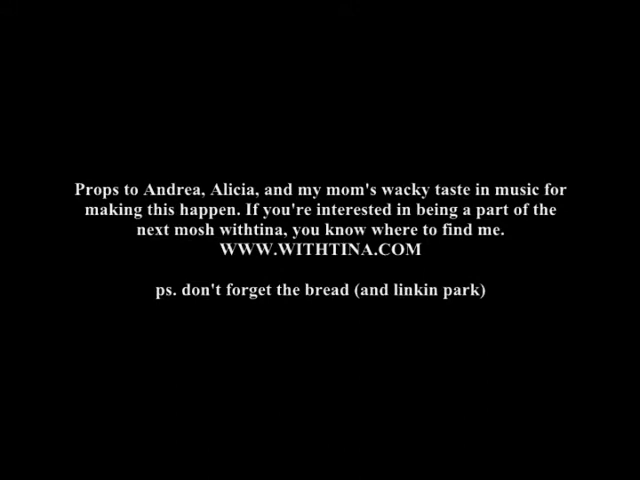 Props to Andrea, Alicia, and my mom's wacky taste in music for
making this happen. If you're interested in being a part of the
next mosh withtina, you know where to find me.
WWW.WITHTINA.COM
ps. don't forget the bread (and linkin park)